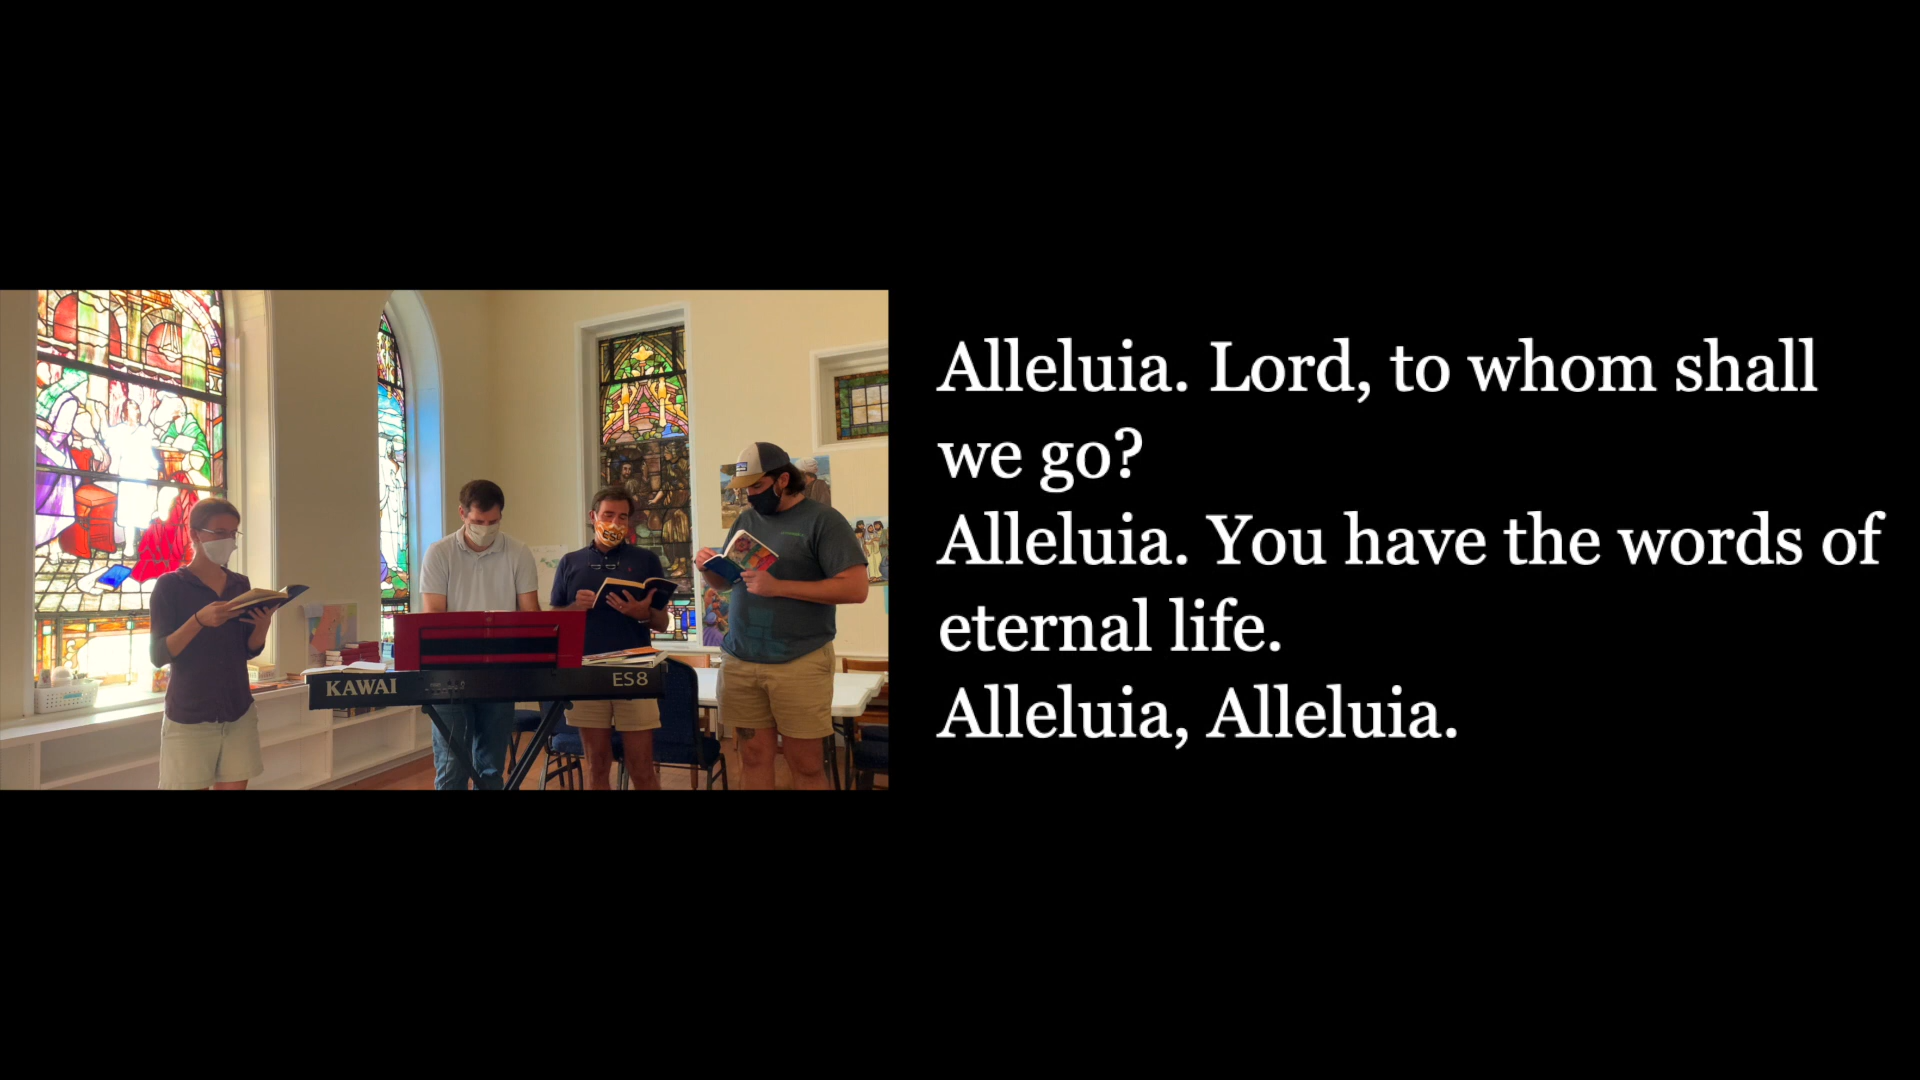 KAWAI
ES8
Alleluia. Lord, to whom shall
we go?
Alleluia. You have the words of
eternal life.
Alleluia, Alleluia.